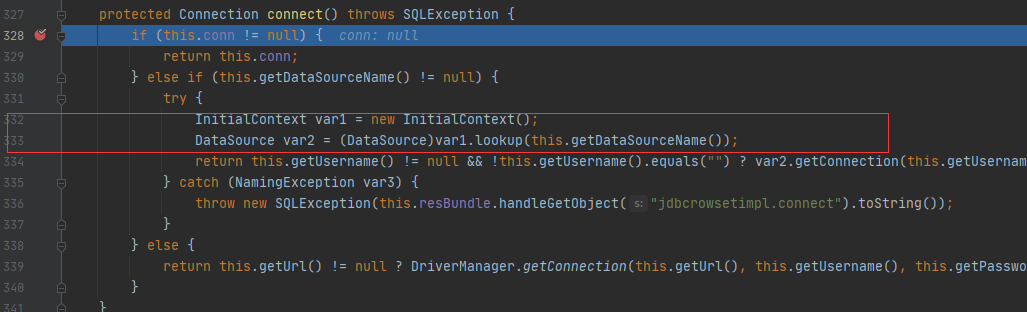 327 protected Connection connect() throws SQLException {
328 if (this.conn != null) { conn: null
329 return this.conn;
330 } else if (this.getDataSourceName() != null) {
331 try {
332 InitialContext var1 = new InitialContext();
333 DataSource var2 = (DataSource)var1.lookup(this.getDataSourceName());
334 return this.getUsername() != null && !this.getUsername().equals("") ? var2.getConnection(this.getUsernam
335 } catch (NamingException var3) {
336 throw new SQLException(this.resBundle.handleGetObject( s: "jdbcrowsetimpl.connect").toString());
337 }
338 } else {
339 return this.getUrl() != null ? DriverManager.getConnection(this.getUrl(), this.getUsername(), this.getPasswo
340 }
341 }